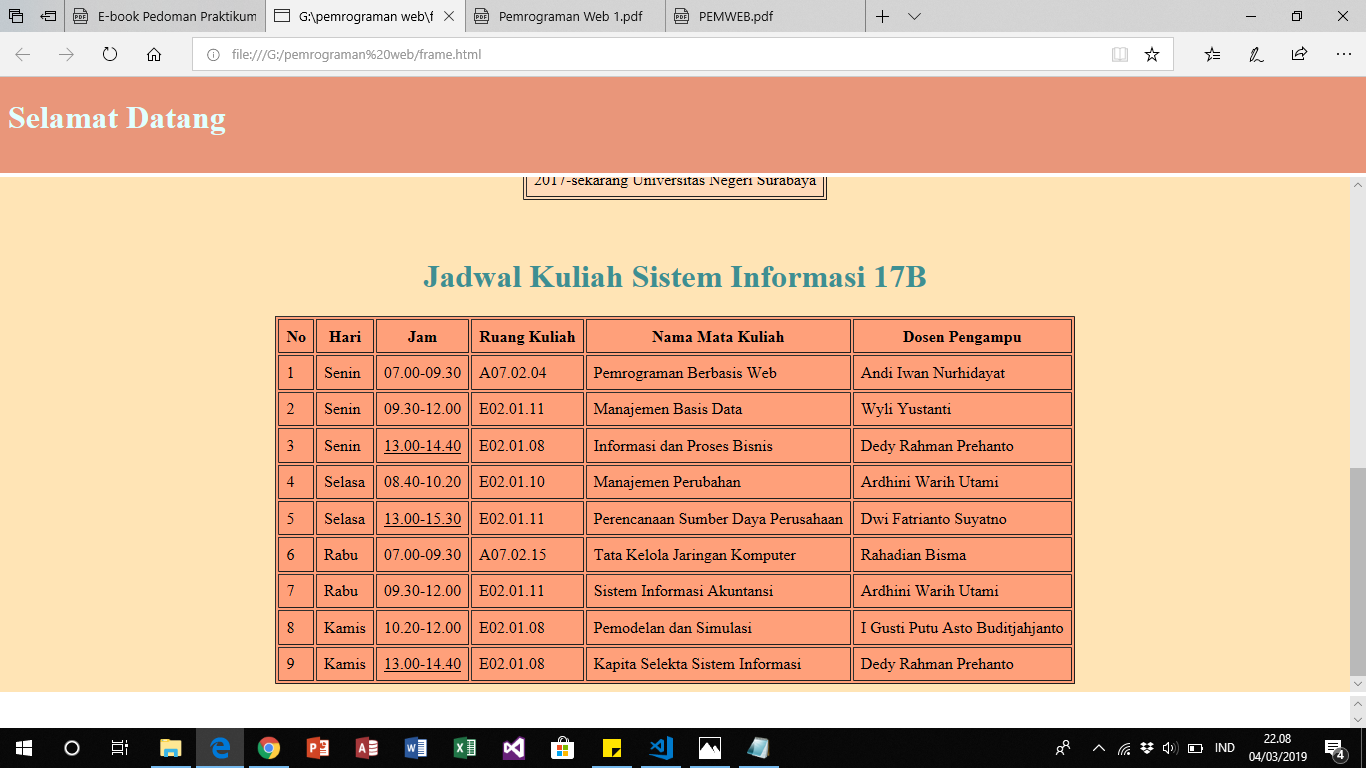 E-book Pedoman Praktikum
G:\pemrograman web\f
Pemrograman Web 1.pdf
PEMWEB.pdf
file:///G:/pemrograman%20web/frame.html
Selamat Datang
2017-sekarang Universitas Negeri Surabaya
Jadwal Kuliah Sistem Informasi 17B
No Hari Jam Ruang Kuliah Nama Mata Kuliah Dosen Pengampu
1 Senin 07.00-09.30 A07.02.04 Pemrograman Berbasis Web Andi Iwan Nurhidayat
2 Senin 09.30-12.00 E02.01.11 Manajemen Basis Data Wyli Yustanti
3 Senin 13.00-14.40 E02.01.08 Informasi dan Proses Bisnis Dedy Rahman Prehanto
4 Selasa 08.40-10.20 E02.01.10 Manajemen Perubahan Ardhini Warih Utami
5 Selasa 13.00-15.30 E02.01.11 Perencanaan Sumber Daya Perusahaan Dwi Fatrianto Suyatno
6 Rabu 07.00-09.30 A07.02.15 Tata Kelola Jaringan Komputer Rahadian Bisma
7 Rabu 09.30-12.00 E02.01.11 Sistem Informasi Akuntansi Ardhini Warih Utami
8 Kamis 10.20-12.00 E02.01.08 Pemodelan dan Simulasi I Gusti Putu Asto Buditjahjanto
9 Kamis 13.00-14.40 E02.01.08 Kapita Selekta Sistem Informasi Dedy Rahman Prehanto
IND
22.08
04/03/2019
4